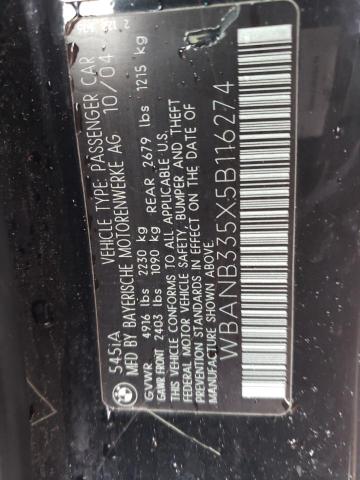 545iA
VEHICLE TYPE: PASSENGER CAR
MFD BY BAYERISCHE MOTORENWERKE AG 10/04
GVWR 4916 lbs 2230 kg
GAWR FRONT 2403 lbs 1090 kg REAR 2679 lbs 1215 kg
THIS VEHICLE CONFORMS TO ALL APPLICABLE U.S.
FEDERAL MOTOR VEHICLE SAFETY, BUMPER AND THEFT
PREVENTION STANDARDS IN EFFECT ON THE DATE OF
MANUFACTURE SHOWN ABOVE.
WBANB335X5B116274